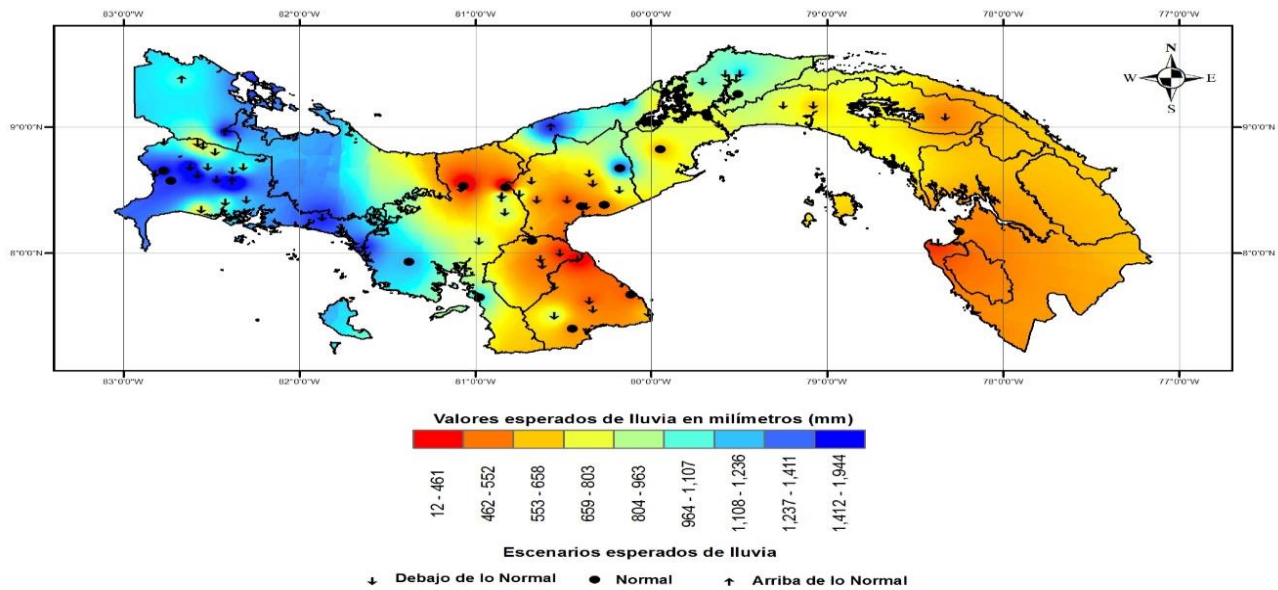 83°0'0"W 82°0'0"W 81°0'0"W 80°0'0"W 79°0'0"W 78°0'0"W 77°0'0"W
N
W E
S
9°0'0"N 9°0'0"N
8°0'0"N 8°0'0"N
83°0'0"W 82°0'0"W 81°0'0"W 80°0'0"W 79°0'0"W 78°0'0"W 77°0'0"W
Valores esperados de lluvia en milímetros (mm)
12 - 461
462 - 552
553 - 658
659 - 803
804 - 963
964 - 1,107
1,108 - 1,236
1,237 - 1,411
1,412 - 1,944
Escenarios esperados de lluvia
Debajo de lo Normal Normal Arriba de lo Normal